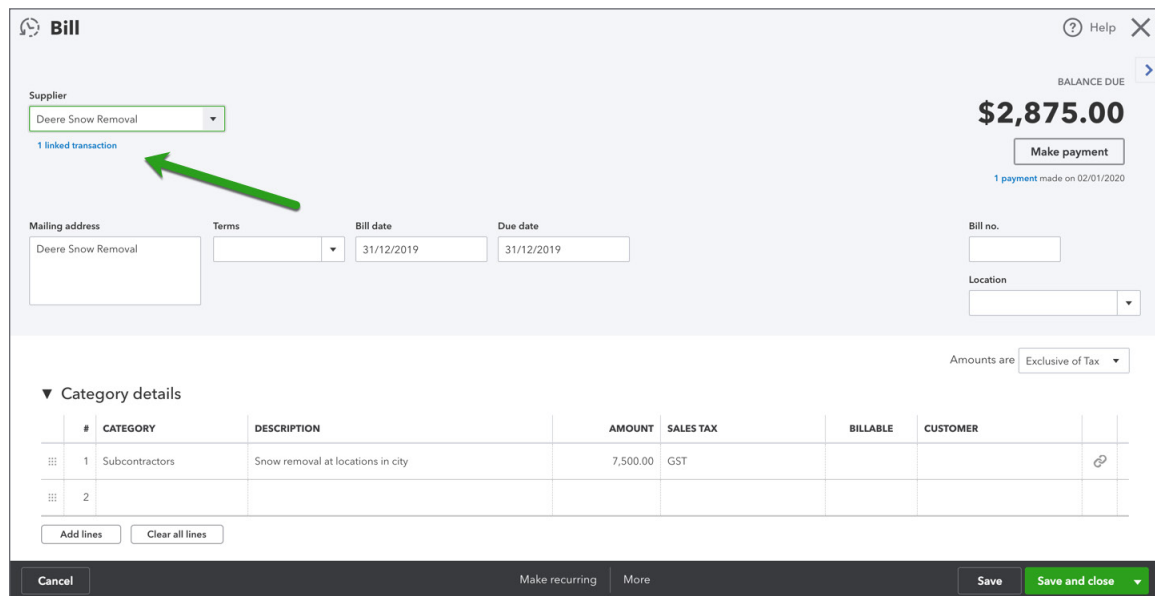 Bill
Help
BALANCE DUE
$2,875.00
Supplier
Deere Snow Removal
1 linked transaction
Make payment
1 payment made on 02/01/2020
Mailing address
Terms
Bill date
Due date
Bill no.
Deere Snow Removal
31/12/2019
31/12/2019
Location
Amounts are Exclusive of Tax
Category details
# CATEGORY DESCRIPTION AMOUNT SALES TAX BILLABLE CUSTOMER
1 Subcontractors Snow removal at locations in city 7,500.00 GST
2
Add lines Clear all lines
Cancel Make recurring More Save Save and close